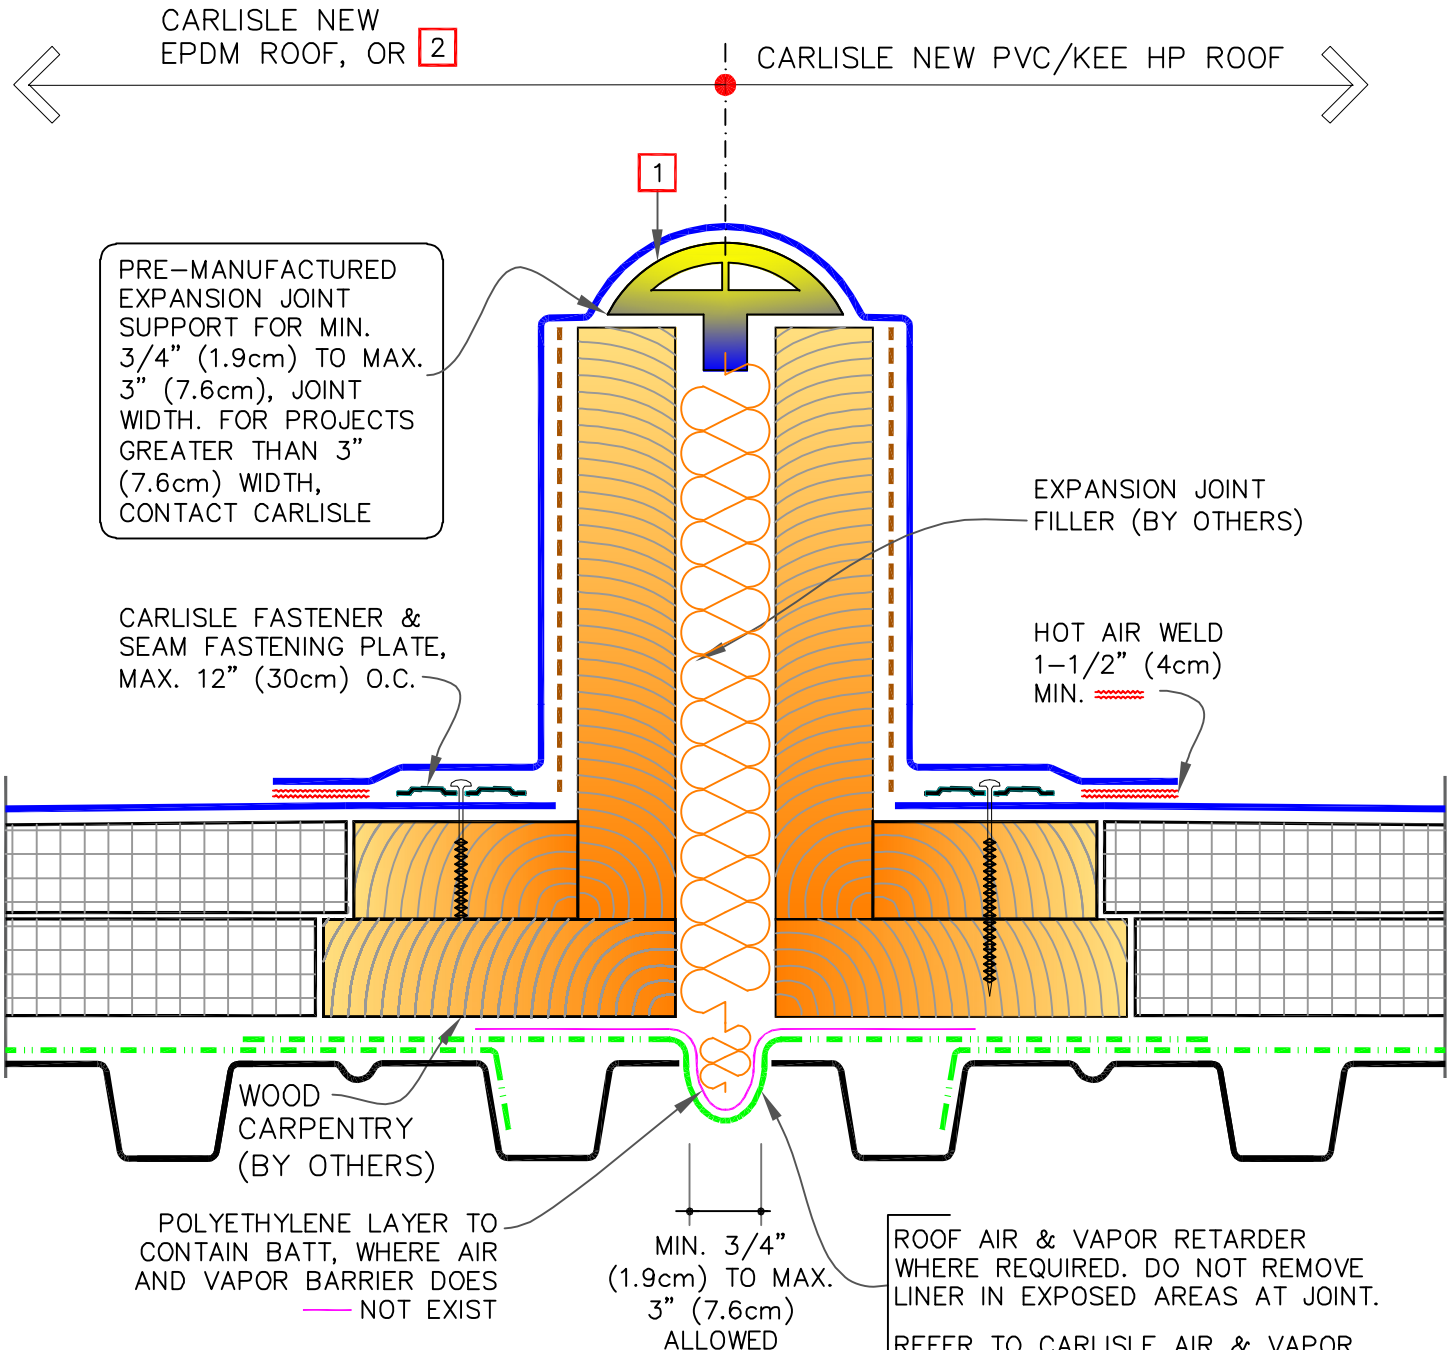 CARLISLE NEW
EPDM ROOF, OR 2
CARLISLE NEW PVC/KEE HP ROOF
1
PRE-MANUFACTURED
EXPANSION JOINT
SUPPORT FOR MIN.
3/4" (1.9cm) TO MAX.
3" (7.6cm), JOINT
WIDTH. FOR PROJECTS
GREATER THAN 3"
(7.6cm) WIDTH,
CONTACT CARLISLE
EXPANSION JOINT
FILLER (BY OTHERS)
CARLISLE FASTENER &
SEAM FASTENING PLATE,
MAX. 12" (30cm) O.C.
HOT AIR WELD
1-1/2" (4cm)
MIN.
WOOD
CARPENTRY
(BY OTHERS)
POLYETHYLENE LAYER TO
CONTAIN BATT, WHERE AIR
AND VAPOR BARRIER DOES
NOT EXIST
MIN. 3/4"
(1.9cm) TO MAX.
3" (7.6cm)
ALLOWED
ROOF AIR & VAPOR RETARDER
WHERE REQUIRED. DO NOT REMOVE
LINER IN EXPOSED AREAS AT JOINT.
REFER TO CARLISLE AIR & VAPOR